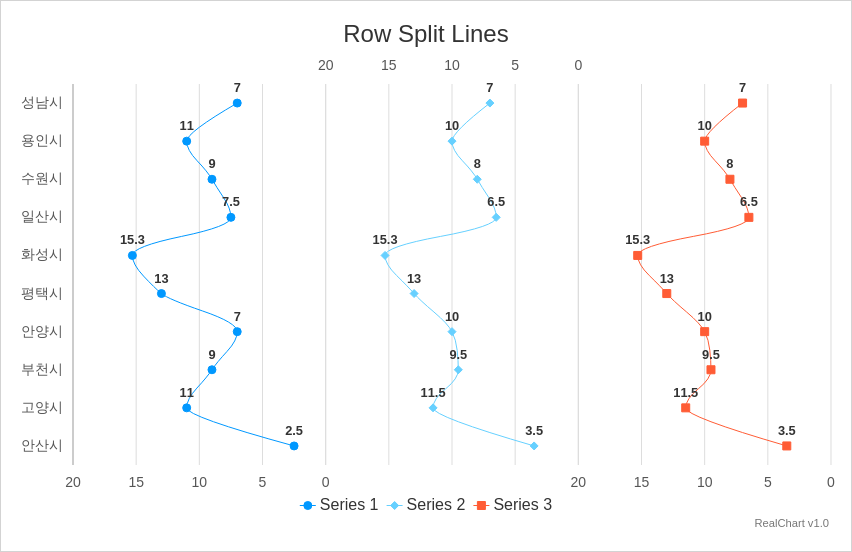 Row Split Lines
20 15 10 5 0
7 7 7
성남시
11 10 10
용인시
9 8 8
수원시
7.5 6.5 6.5
일산시
15.3 15.3 15.3
화성시
13 13 13
평택시
7 10 10
안양시
9 9.5 9.5
부천시
11 11.5 11.5
고양시
2.5 3.5 3.5
안산시
20 15 10 5 0 20 15 10 5 0
Series 1 Series 2 Series 3
RealChart v1.0